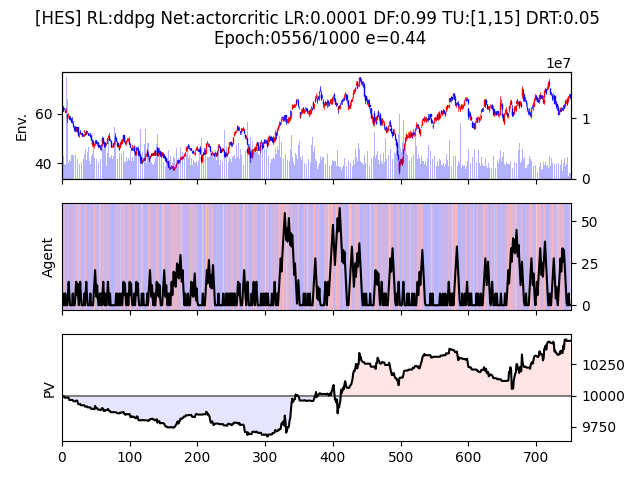 [HES] RL:ddpg Net:actorcritic LR:0.0001 DF:0.99 TU:[1,15] DRT:0.05
Epoch:0556/1000 e=0.44
1e7
Env.
60
40
1
0
Agent
50
25
0
PV
10250
10000
9750
0 100 200 300 400 500 600 700